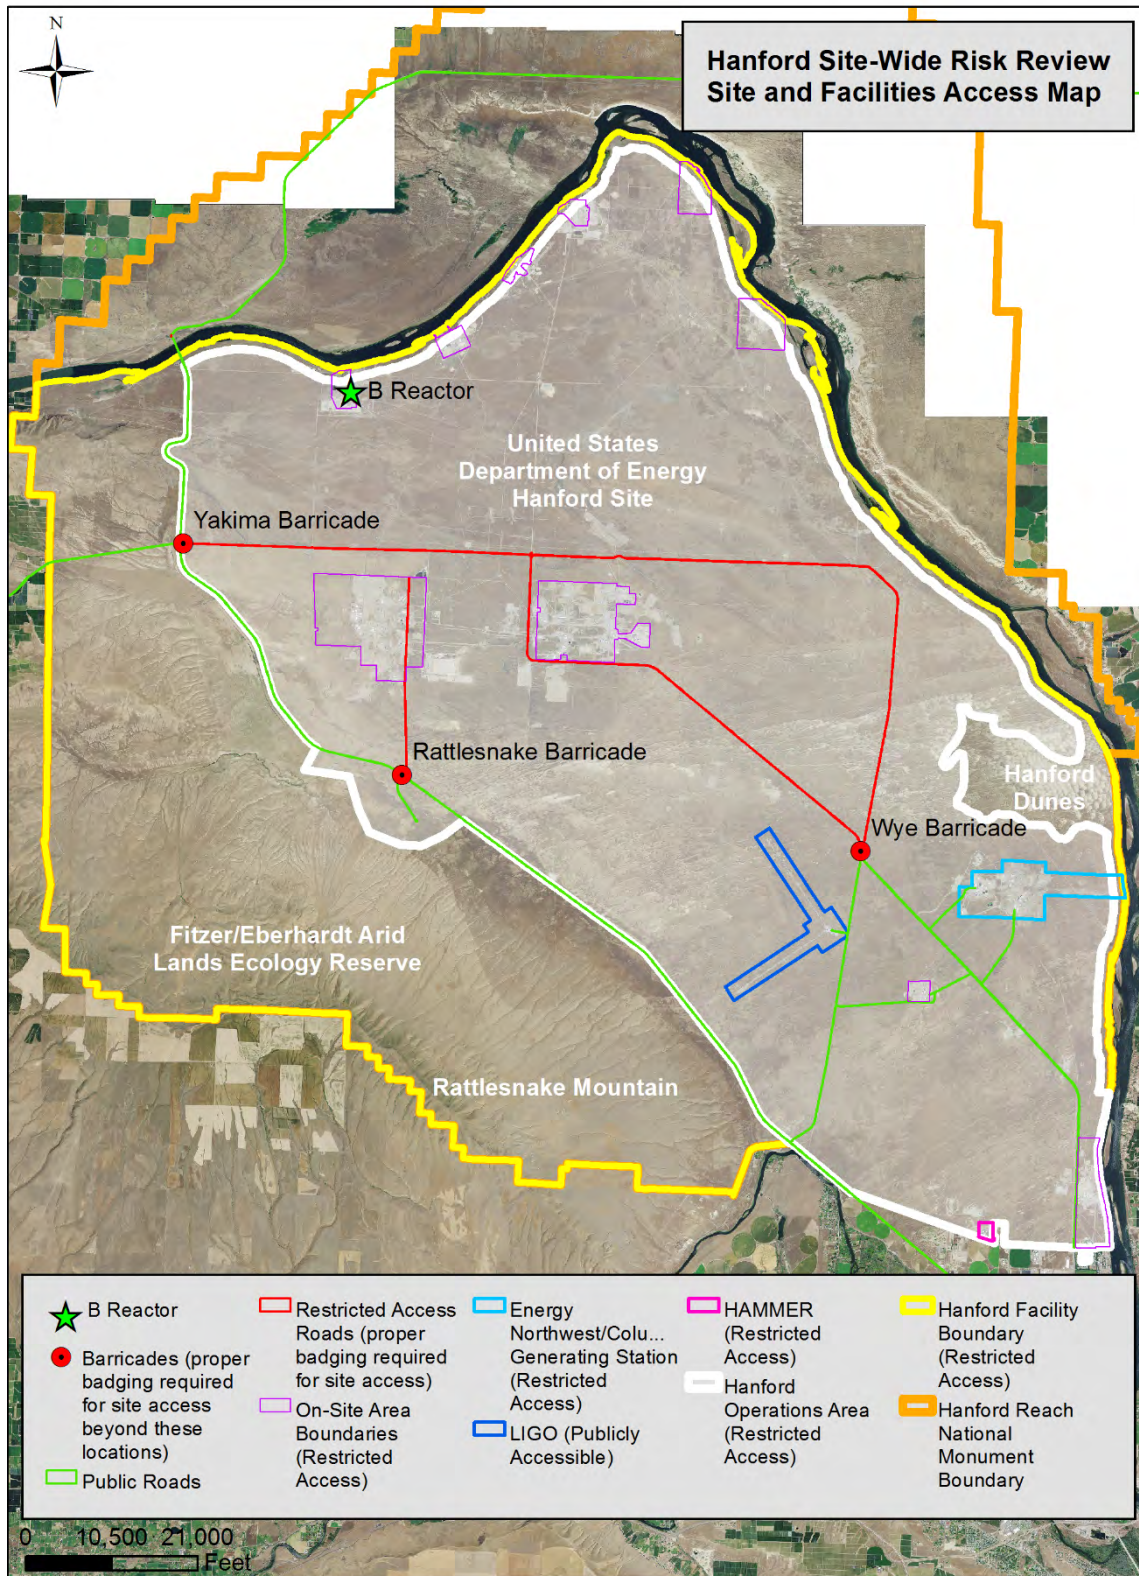 N
Hanford Site-Wide Risk Review
Site and Facilities Access Map
B Reactor
United States
Department of Energy
Hanford Site
Yakima Barricade
Rattlesnake Barricade
Hanford
Dunes
Wye Barricade
Fitzer/Eberhardt Arid
Lands Ecology Reserve
Rattlesnake Mountain
B Reactor
Barricades (proper
badging required
for site access
beyond these
locations)
Public Roads
Restricted Access
Roads (proper
badging required
for site access)
On-Site Area
Boundaries
(Restricted
Access)
Energy
Northwest/Colu...
Generating Station
(Restricted
Access)
LIGO (Publicly
Accessible)
HAMMER
(Restricted
Access)
Hanford
Operations Area
(Restricted
Access)
Hanford Facility
Boundary
(Restricted
Access)
Hanford Reach
National
Monument
Boundary
0 10,500 21,000
Feet